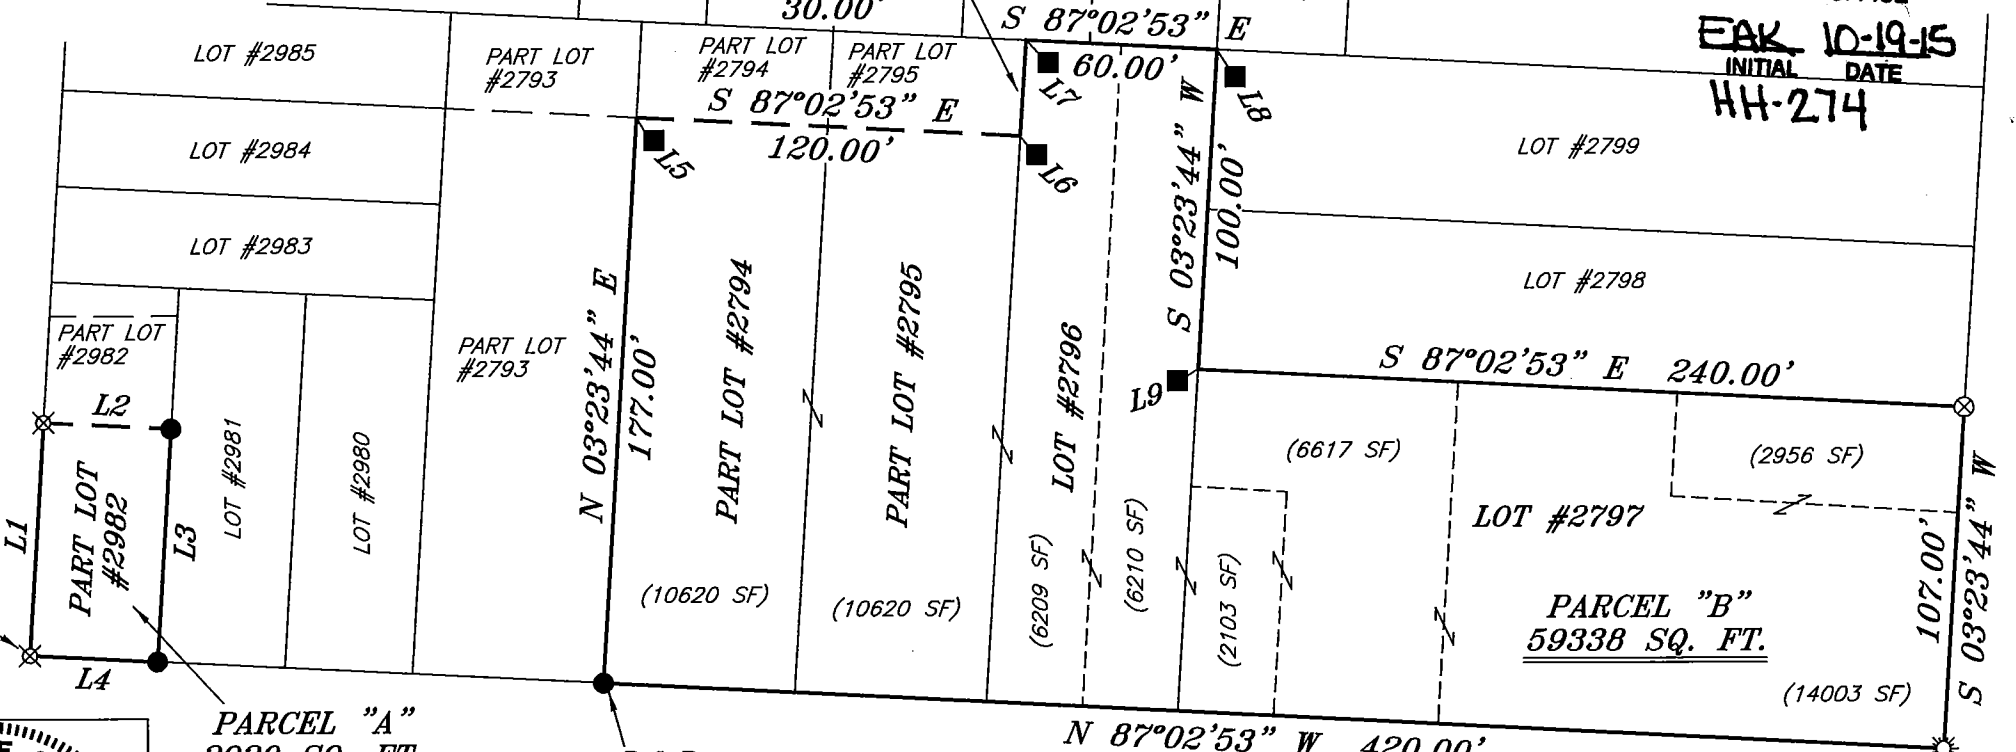 30.00'
S 87°02'53" E
60.00'
EAK 10-19-15
INITIAL DATE
HH-274
LOT #2985
PART LOT
#2793
PART LOT
#2794
PART LOT
#2795
S 87°02'53" E
120.00'
L7
L8
L5
L6
LOT #2984
LOT #2983
LOT #2799
LOT #2798
S 03°23'44" W
100.00'
PART LOT
#2982
PART LOT
#2793
N 03°23'44" E
177.00'
PART LOT #2794
PART LOT #2795
LOT #2796
L9
S 87°02'53" E 240.00'
L2
L1
PART LOT
#2982
L3
LOT #2981
LOT #2980
(6617 SF)
(2956 SF)
LOT #2797
(10620 SF)
(10620 SF)
(6209 SF)
(6210 SF)
(2103 SF)
PARCEL "B"
59338 SQ. FT.
107.00'
S 03°23'44" W
(14003 SF)
L4
PARCEL "A"
N 87°02'53" W 420.00'